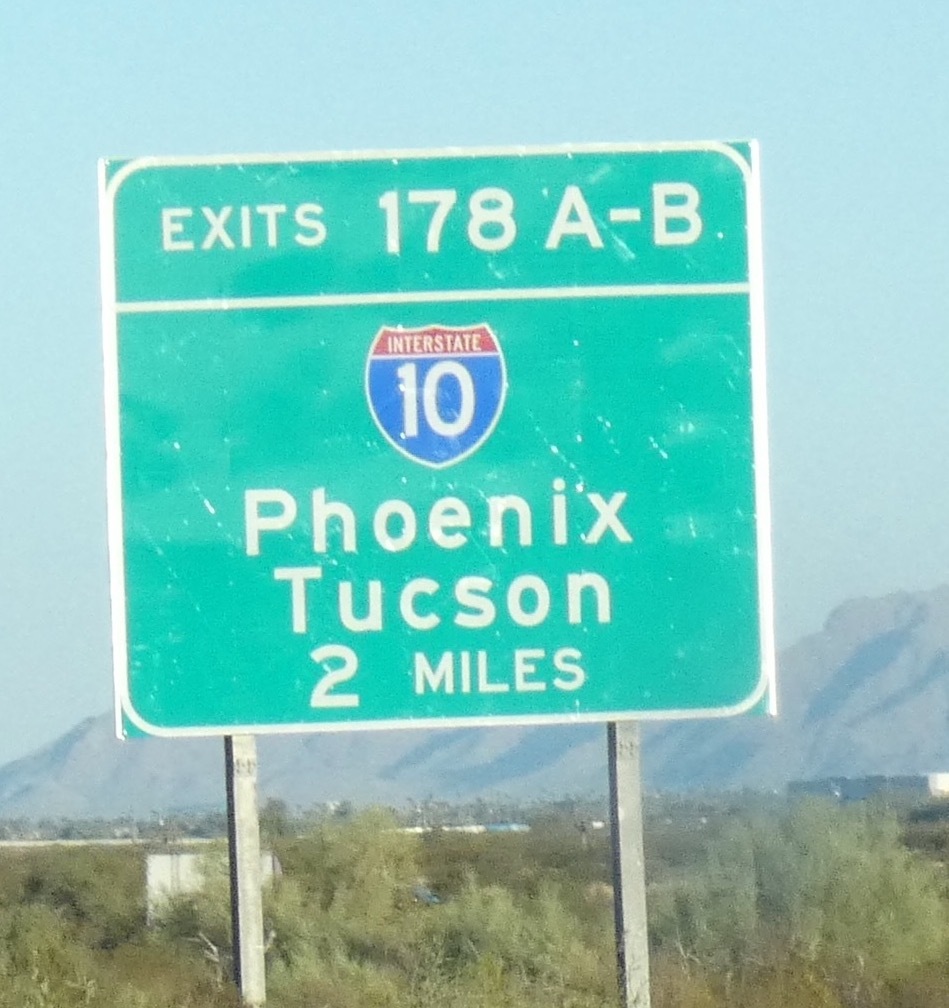 EXITS 178 A-B
INTERSTATE
10
Phoenix
Tucson
2 MILES